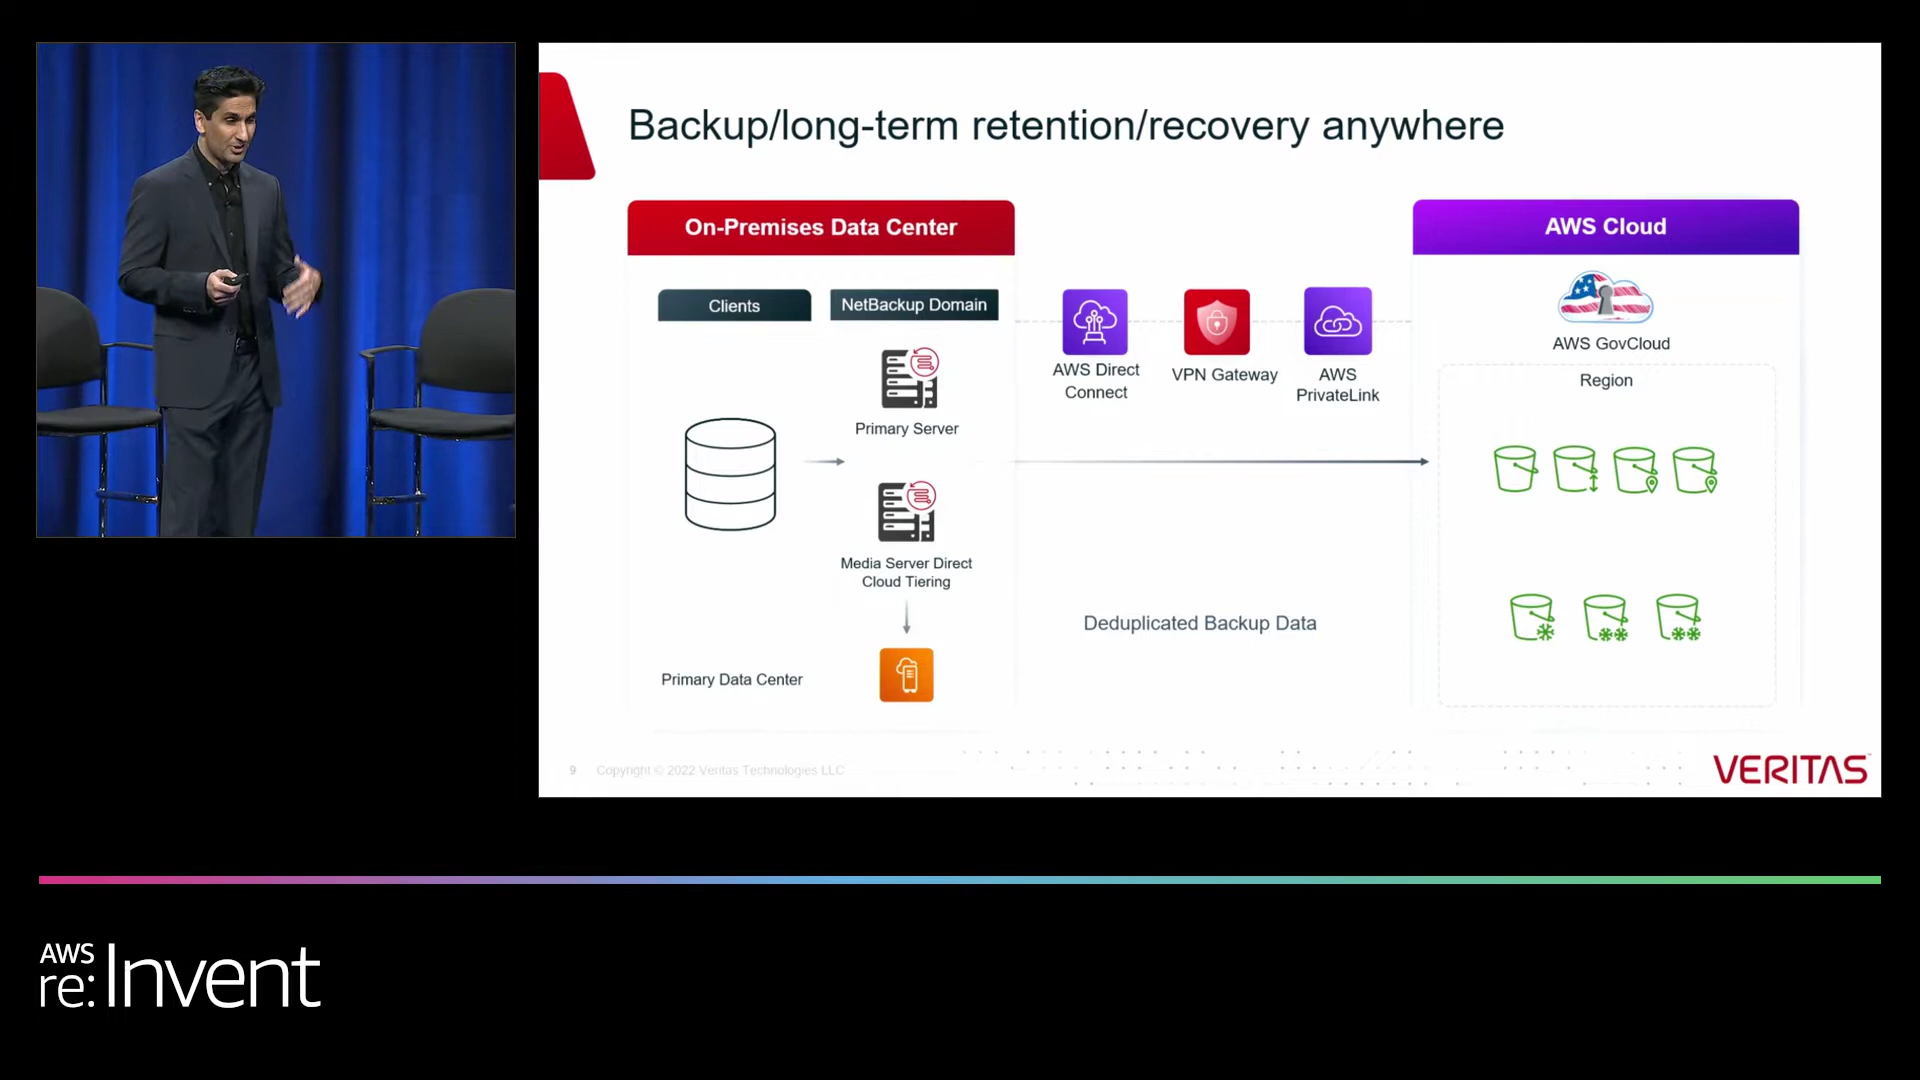 Backup/long-term retention/recovery anywhere
On-Premises Data Center
AWS Cloud
Clients
NetBackup Domain
AWS GovCloud
Primary Server
AWS Direct
Connect
VPN Gateway
AWS
PrivateLink
Region
Media Server Direct
Cloud Tiering
Deduplicated Backup Data
Primary Data Center
9 Copyright © 2022 Veritas Technologies LLC
VERITAS
AWS
re:Invent